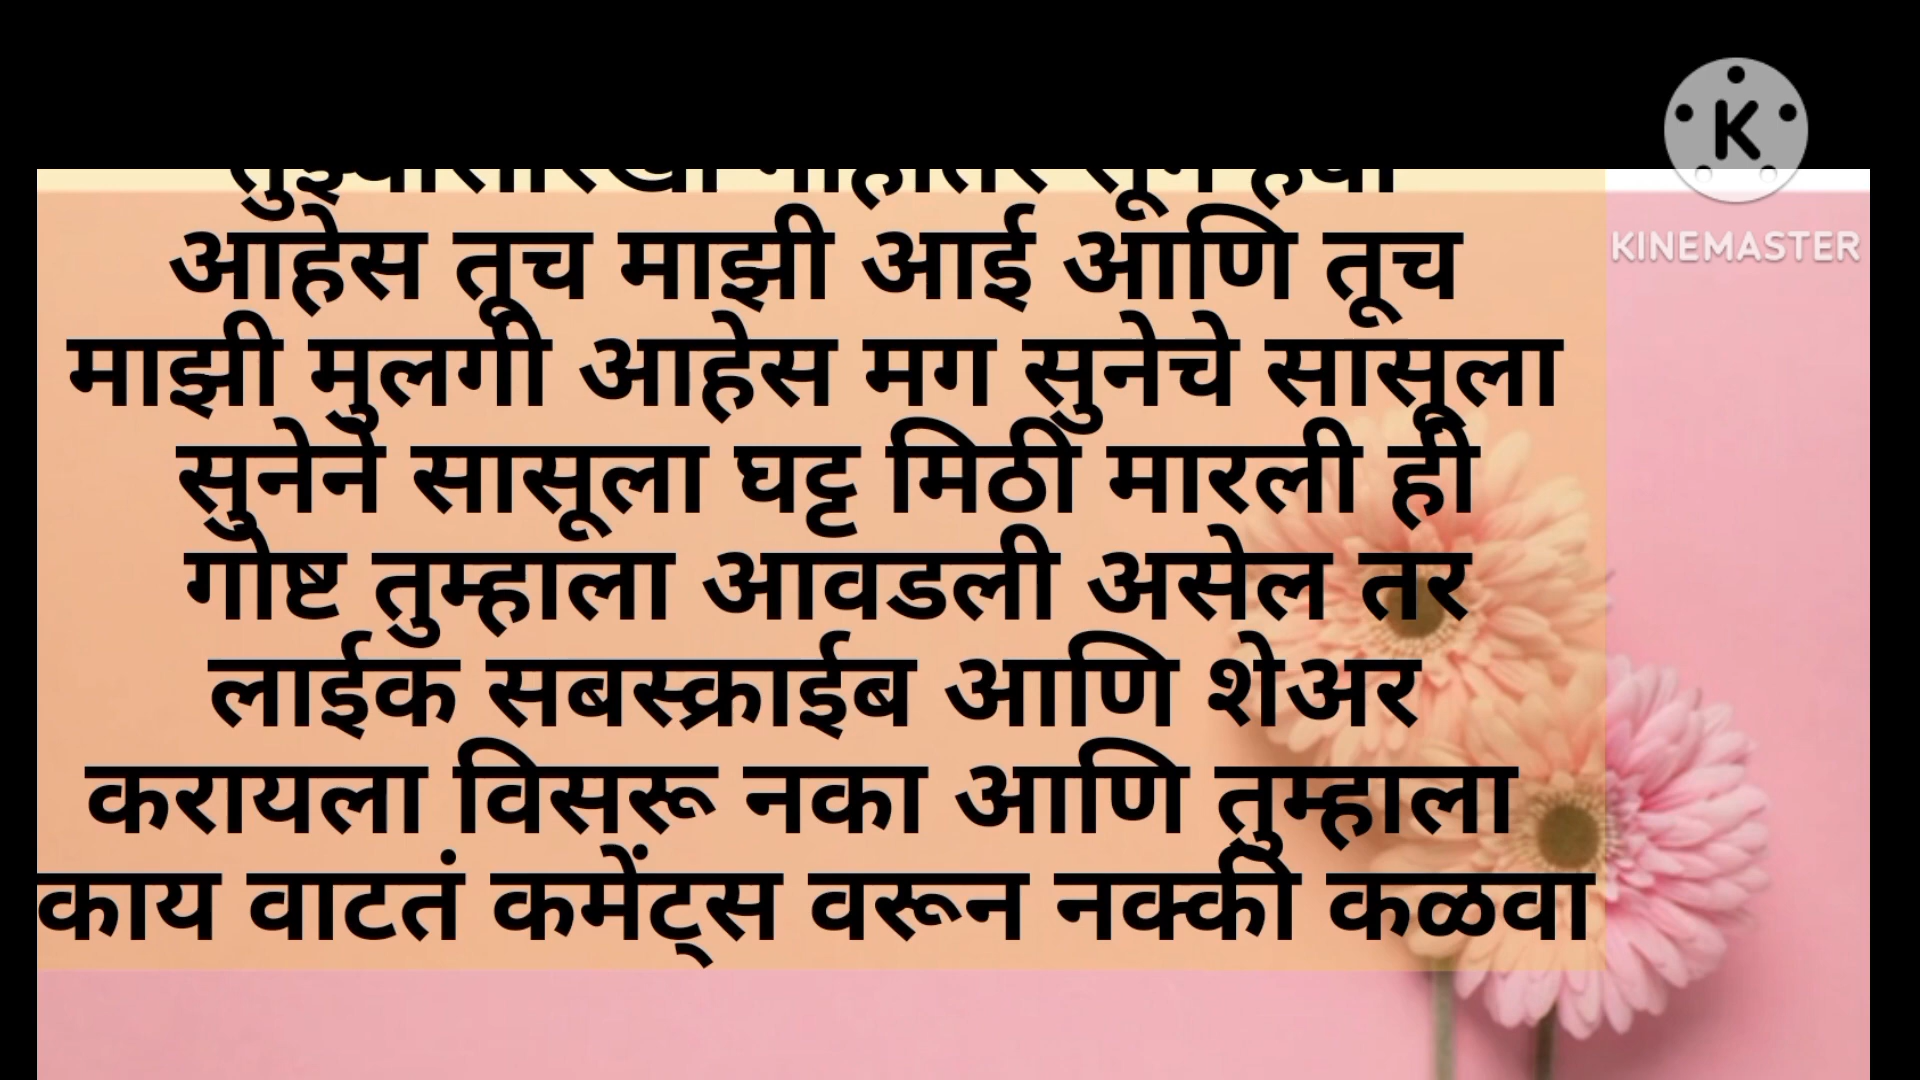 आहेस तूच माझी आई आणि तूच
माझी मुलगी आहेस मग सुनेचे सासूला
सुनेने सासूला घट्ट मिठी मारली ही
गोष्ट तुम्हाला आवडली असेल तर
लाईक सबस्क्राईब आणि शेअर
करायला विसरू नका आणि तुम्हाला
काय वाटतं कमेंट्स वरून नक्की कळवा
K
KINEMASTER